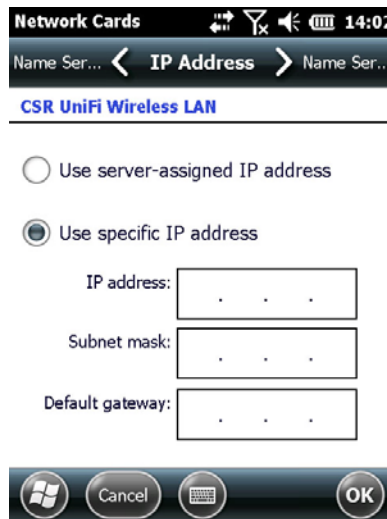 Network Cards 14:02
Name Ser... IP Address Name Ser..
CSR UniFi Wireless LAN
Use server-assigned IP address
Use specific IP address
IP address: . . .
Subnet mask: . . .
Default gateway: . . .
Cancel OK